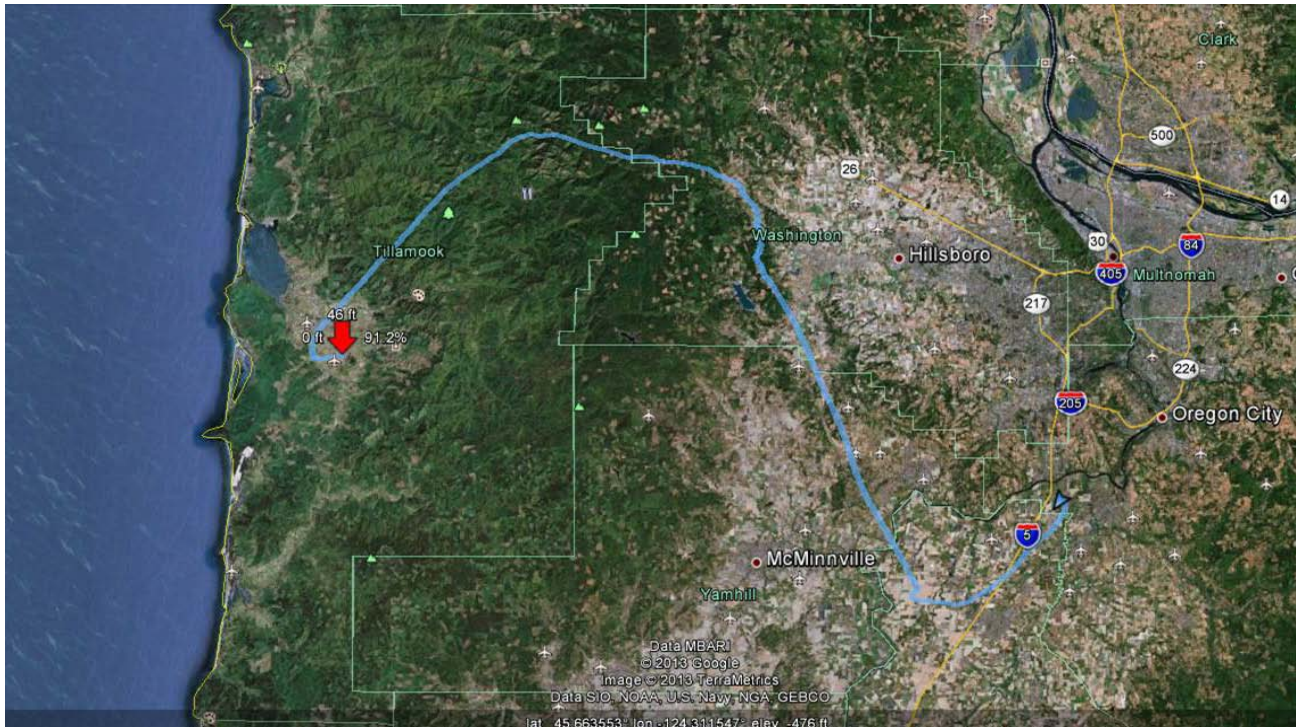 Clark
500
26
14
30
84
Washington
Tillamook
Hillsboro
405
Multnomah
217
46 ft
0 ft
91.2%
224
205
Oregon City
5
McMinnville
Yamhill
Data MBARI
© 2013 Google
Image © 2013 TerraMetrics
Data SIO, NOAA, U.S. Navy, NGA, GEBCO
lat 45.663553° lon -124.311547° elev -476 ft